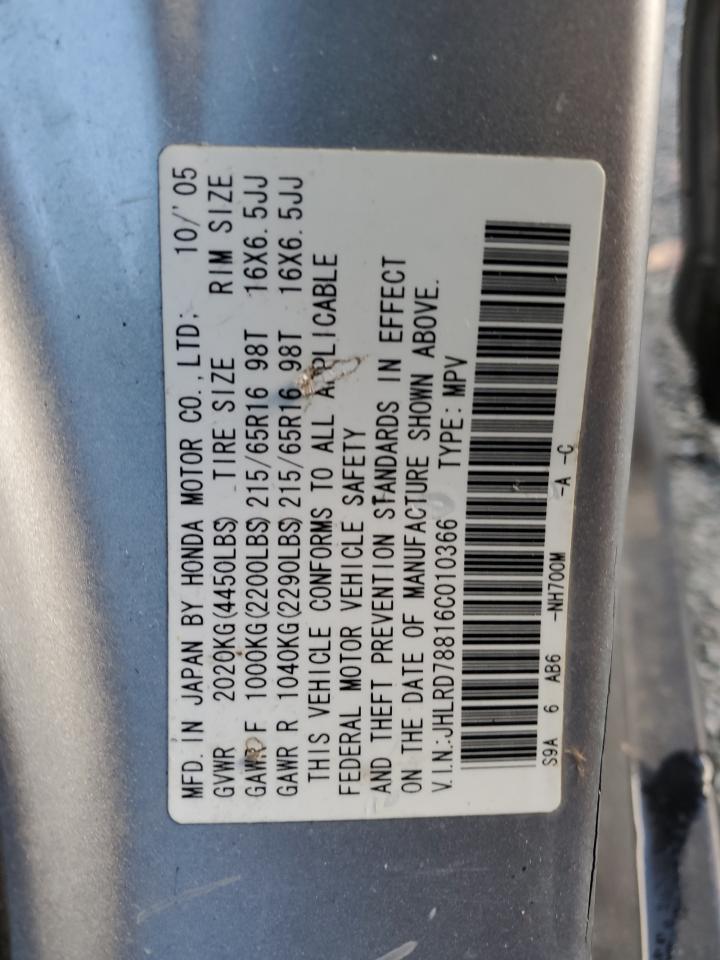 MFD. IN JAPAN BY HONDA MOTOR CO., LTD; 10/'05
GVWR 2020KG(4450LBS) TIRE SIZE RIM SIZE
GAWR F 1000KG(2200LBS) 215/65R16 98T 16X6.5JJ
GAWR R 1040KG(2290LBS) 215/65R16 98T 16X6.5JJ
THIS VEHICLE CONFORMS TO ALL APPLICABLE
FEDERAL MOTOR VEHICLE SAFETY
AND THEFT PREVENTION STANDARDS IN EFFECT
ON THE DATE OF MANUFACTURE SHOWN ABOVE.
V.I.N.:JHLRD78816C010366 TYPE: MPV
S9A 6 AB6 -NH700M -A -C